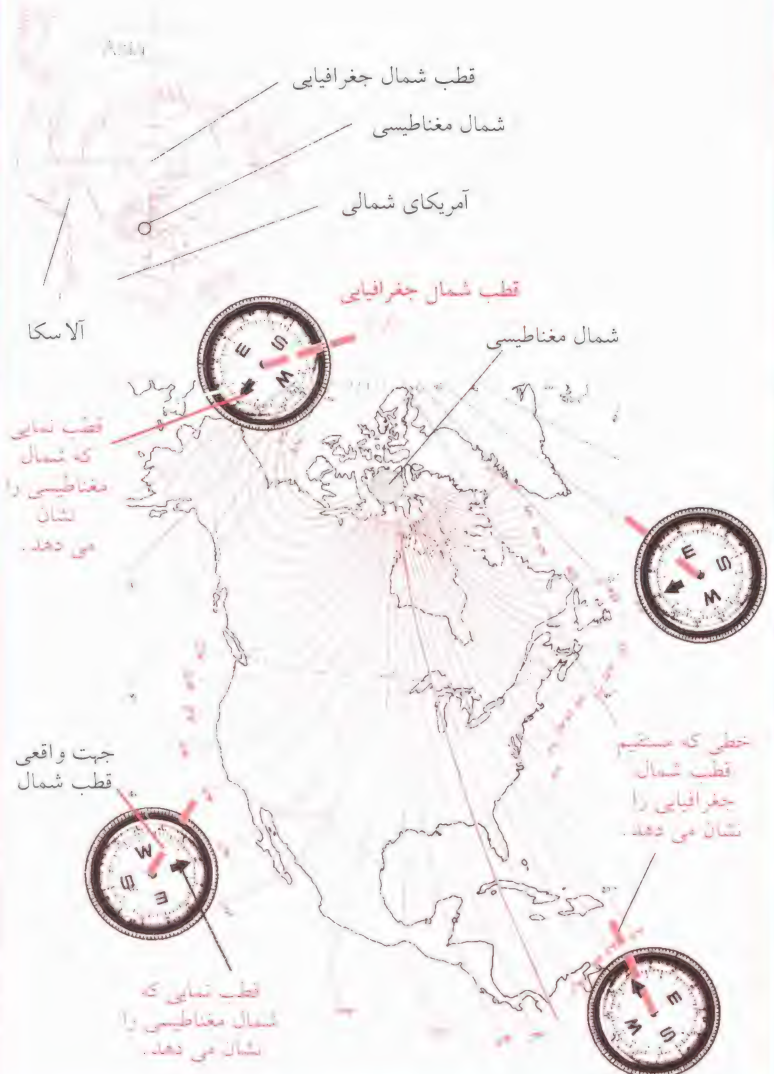 قطب شمال جغرافیایی
شمال مغناطیسی
آمریکای شمالی
آلاسکا
قطب شمال جغرافیایی
شمال مغناطیسی
قطب نمایی
که شمال
مغناطیسی را
نشان
می دهد.
E
S
W
E
S
W
جهت واقعی
قطب شمال
خطی که مستقیم
قطب شمال
جغرافیایی را
نشان می دهد.
W
S
E
قطب نمایی که
شمال مغناطیسی را
نشان می دهد.
E
W
S